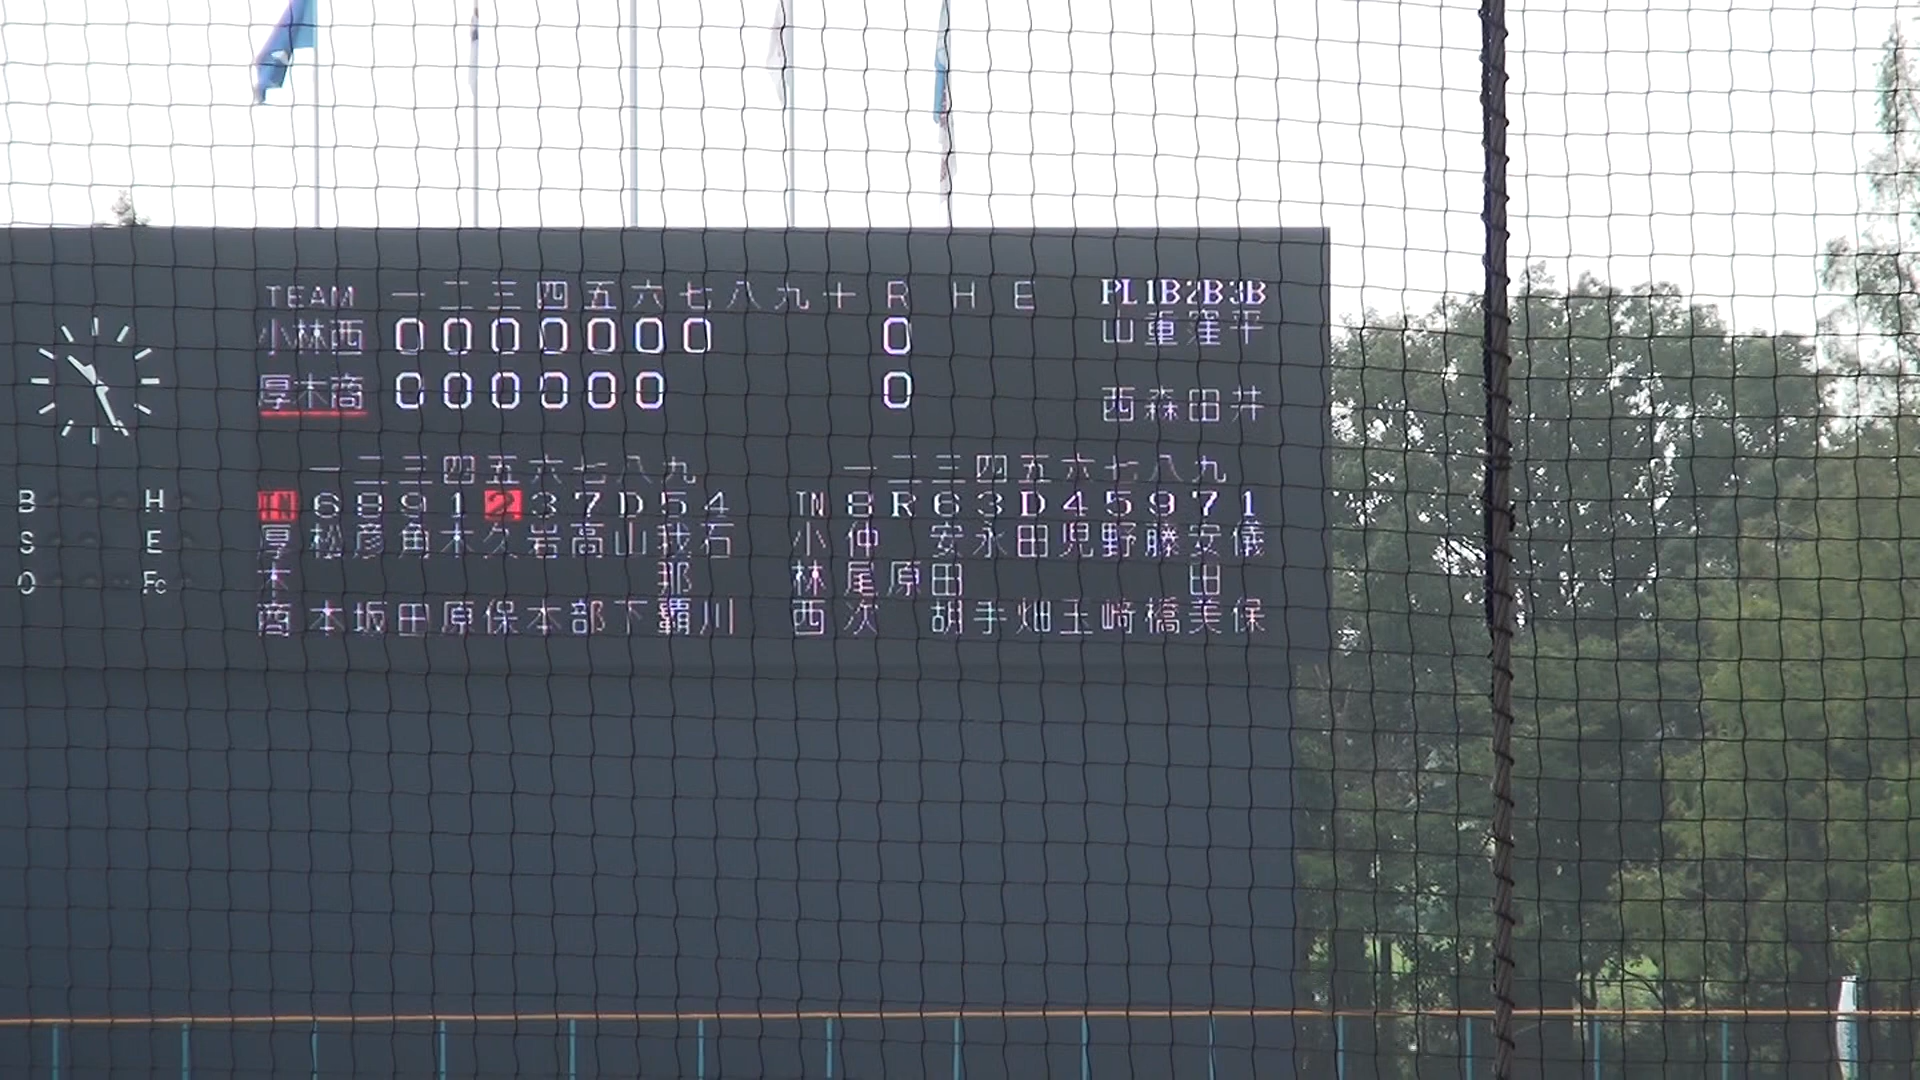 TEAM 一 二 三 四 五 六 七 八 九 十 R H E PL 1B 2B 3B
小林西 0 0 0 0 0 0 0 0 山 重 窪 平
厚木商 0 0 0 0 0 0 0 西 森 田 井
一 二 三 四 五 六 七 八 九 一 二 三 四 五 六 七 八 九
B H TN 6 8 9 1 2 3 7 D 5 4 TN 8 R 6 3 D 4 5 9 7 1
S E 厚 松 彦 角 木 久 岩 高 山 我 石 小 仲 安 永 田 児 野 藤 安 儀
O Fc 木 那 林 尾 原 田 田
商 本 坂 田 原 保 本 部 下 覇 川 西 次 胡 手 畑 玉 崎 橋 美 保